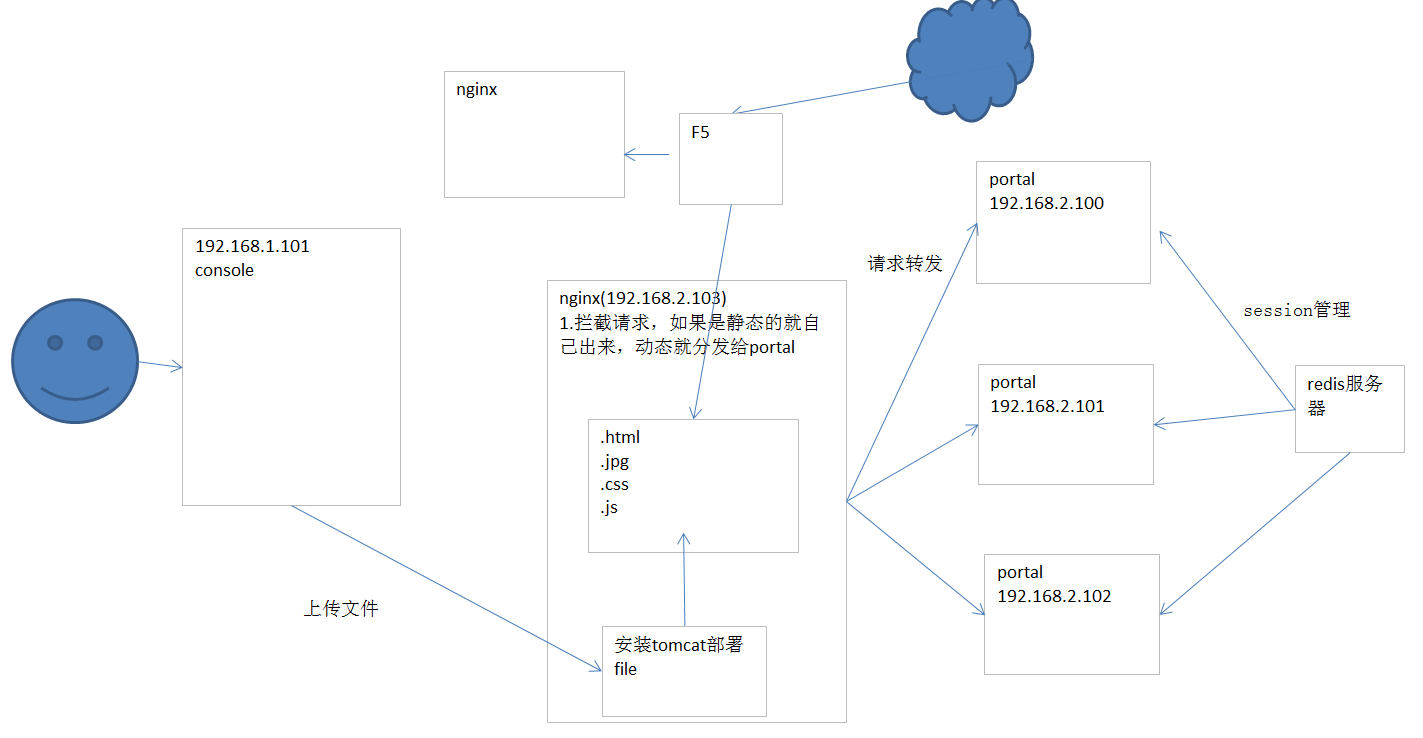 nginx
F5
portal
192.168.2.100
192.168.1.101
console
请求转发
nginx(192.168.2.103)
1.拦截请求，如果是静态的就自
己出来，动态就分发给portal
session管理
portal
192.168.2.101
redis服务
器
.html
.jpg
.css
.js
portal
192.168.2.102
上传文件
安装tomcat部署
file